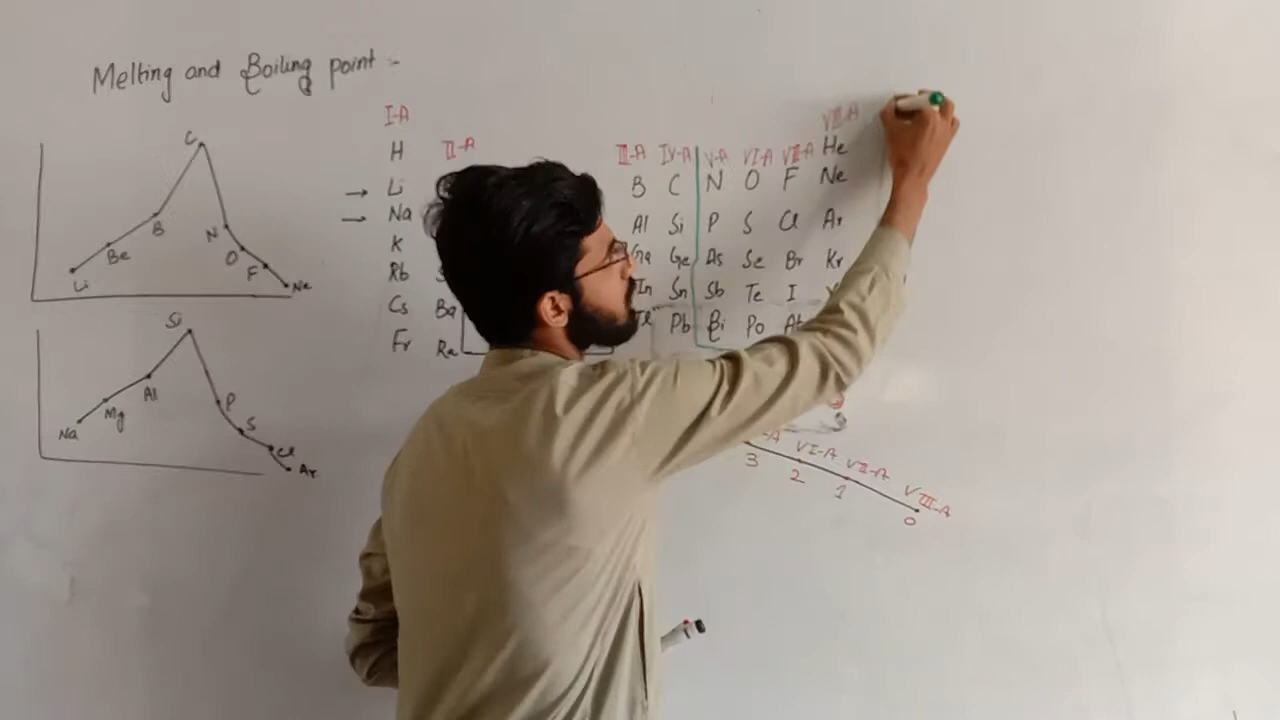 Melting and Boiling point :-
C
B
Be
Li
N
O
F
Ne
Si
Al
Mg
Na
P
S
Cl
Ar
I-A II-A III-A IV-A V-A VI-A VII-A VIII-A
H He
Li B C N O F Ne
Na Al Si P S Cl Ar
K Ge As Se Br Kr
Rb In Sn Sb Te I
Cs Ba Pb Bi Po At
Fr Ra
VI-A VII-A VIII-A
3 2 1 0